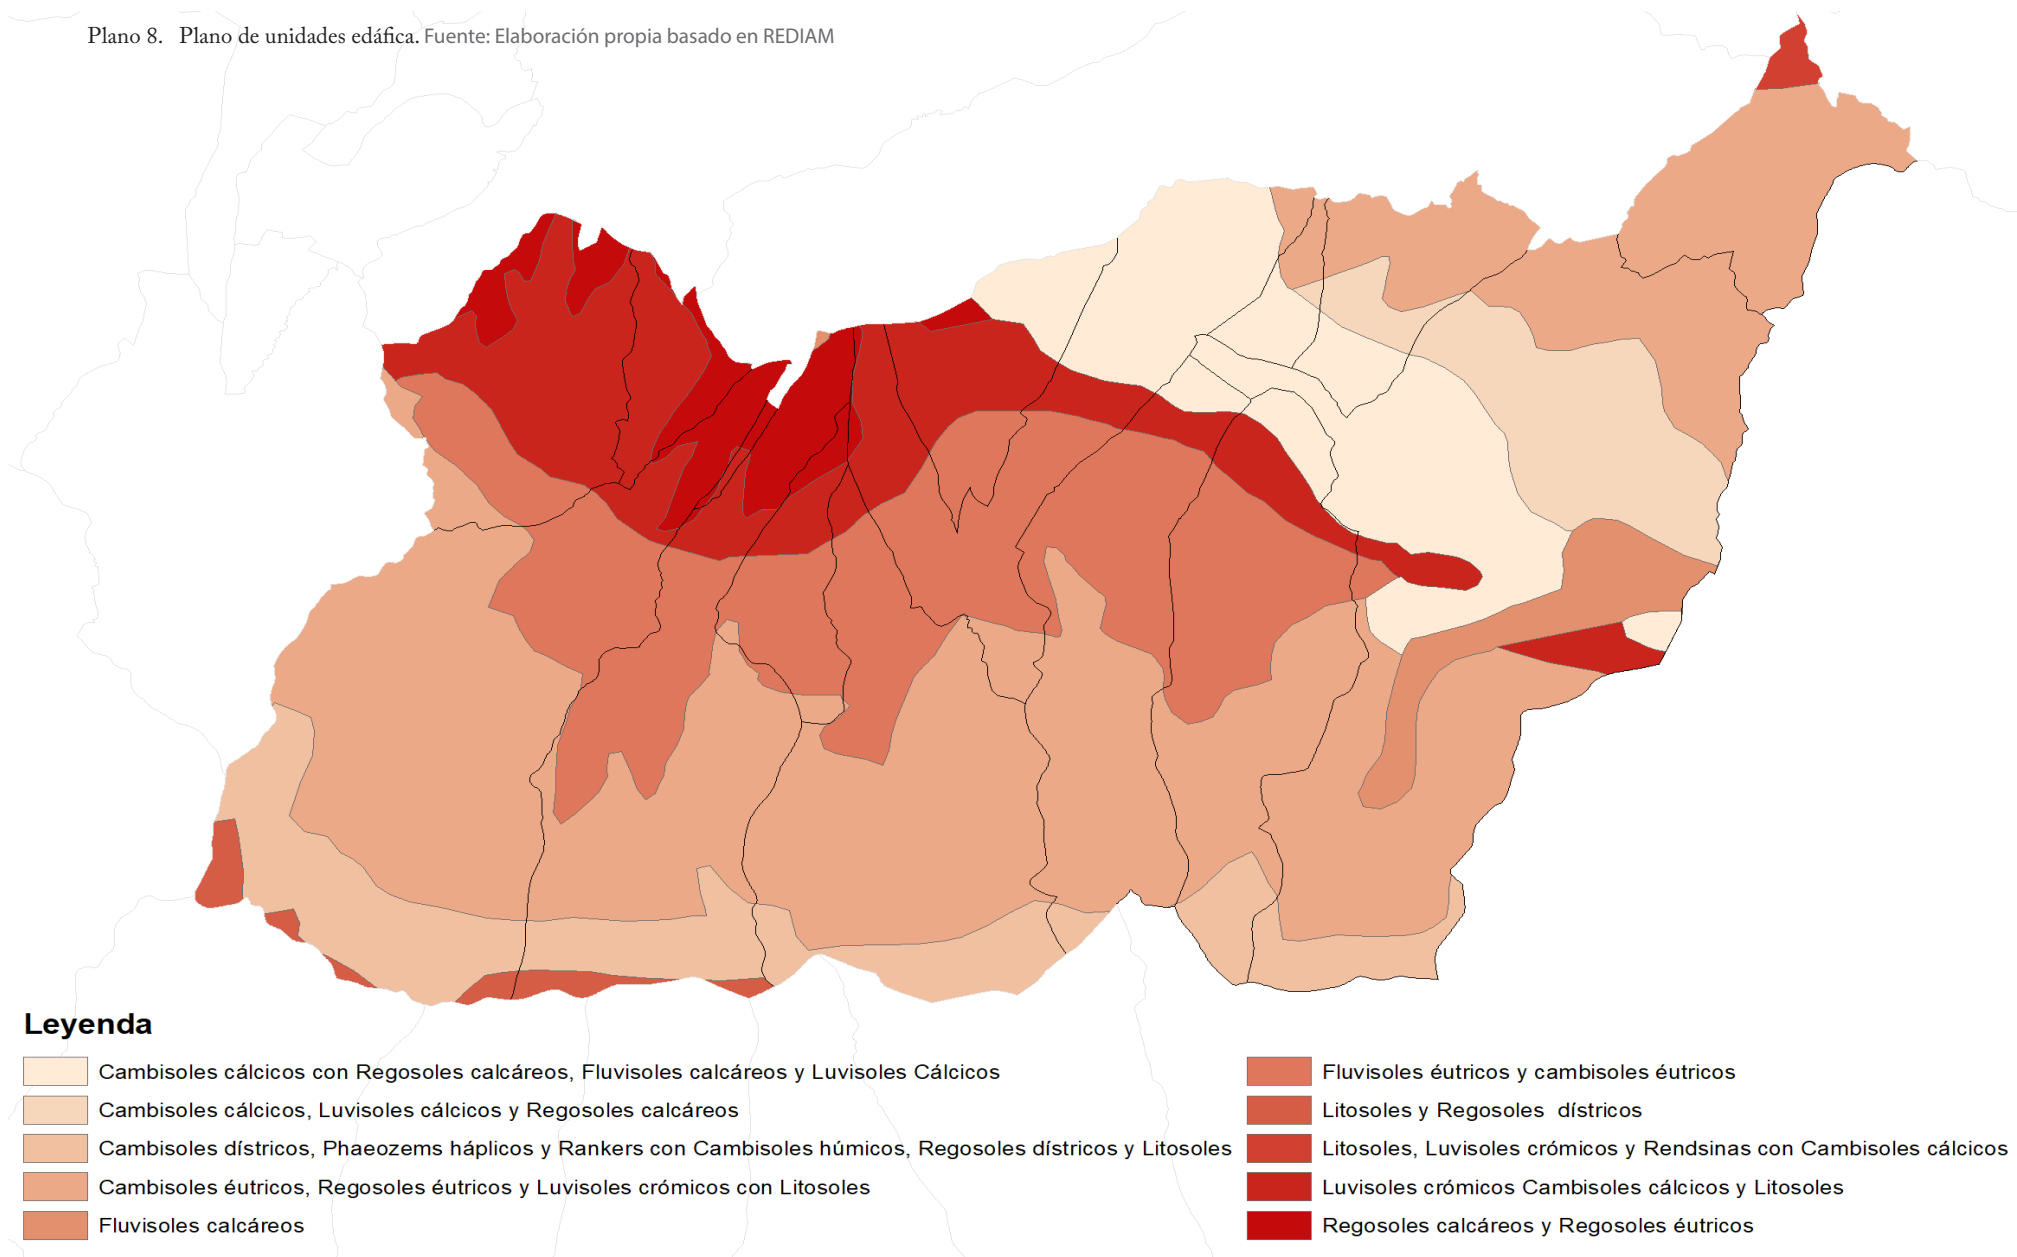 Plano 8. Plano de unidades edáfica. Fuente: Elaboración propia basado en REDIAM
Leyenda
Cambisoles cálcicos con Regosoles calcáreos, Fluvisoles calcáreos y Luvisoles Cálcicos
Cambisoles cálcicos, Luvisoles cálcicos y Regosoles calcáreos
Cambisoles dístricos, Phaeozems háplicos y Rankers con Cambisoles húmicos, Regosoles dístricos y Litosoles
Cambisoles éutricos, Regosoles éutricos y Luvisoles crómicos con Litosoles
Fluvisoles calcáreos
Fluvisoles éutricos y cambisoles éutricos
Litosoles y Regosoles dístricos
Litosoles, Luvisoles crómicos y Rendsinas con Cambisoles cálcicos
Luvisoles crómicos Cambisoles cálcicos y Litosoles
Regosoles calcáreos y Regosoles éutricos